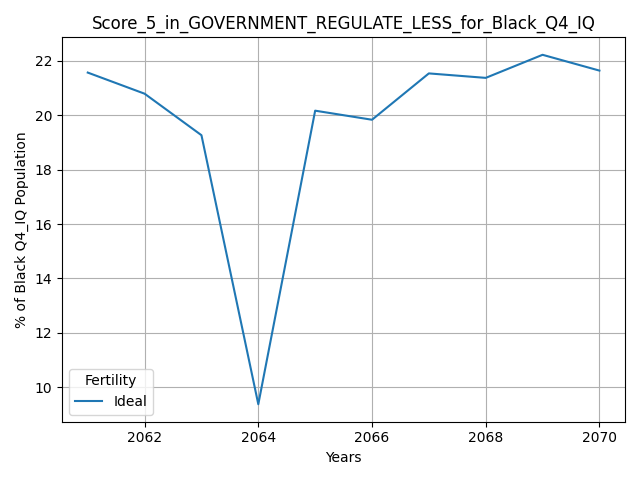 Score_5_in_GOVERNMENT_REGULATE_LESS_for_Black_Q4_IQ
22
20
18
16
14
12
10
% of Black Q4_IQ Population
Fertility
Ideal
2062 2064 2066 2068 2070
Years